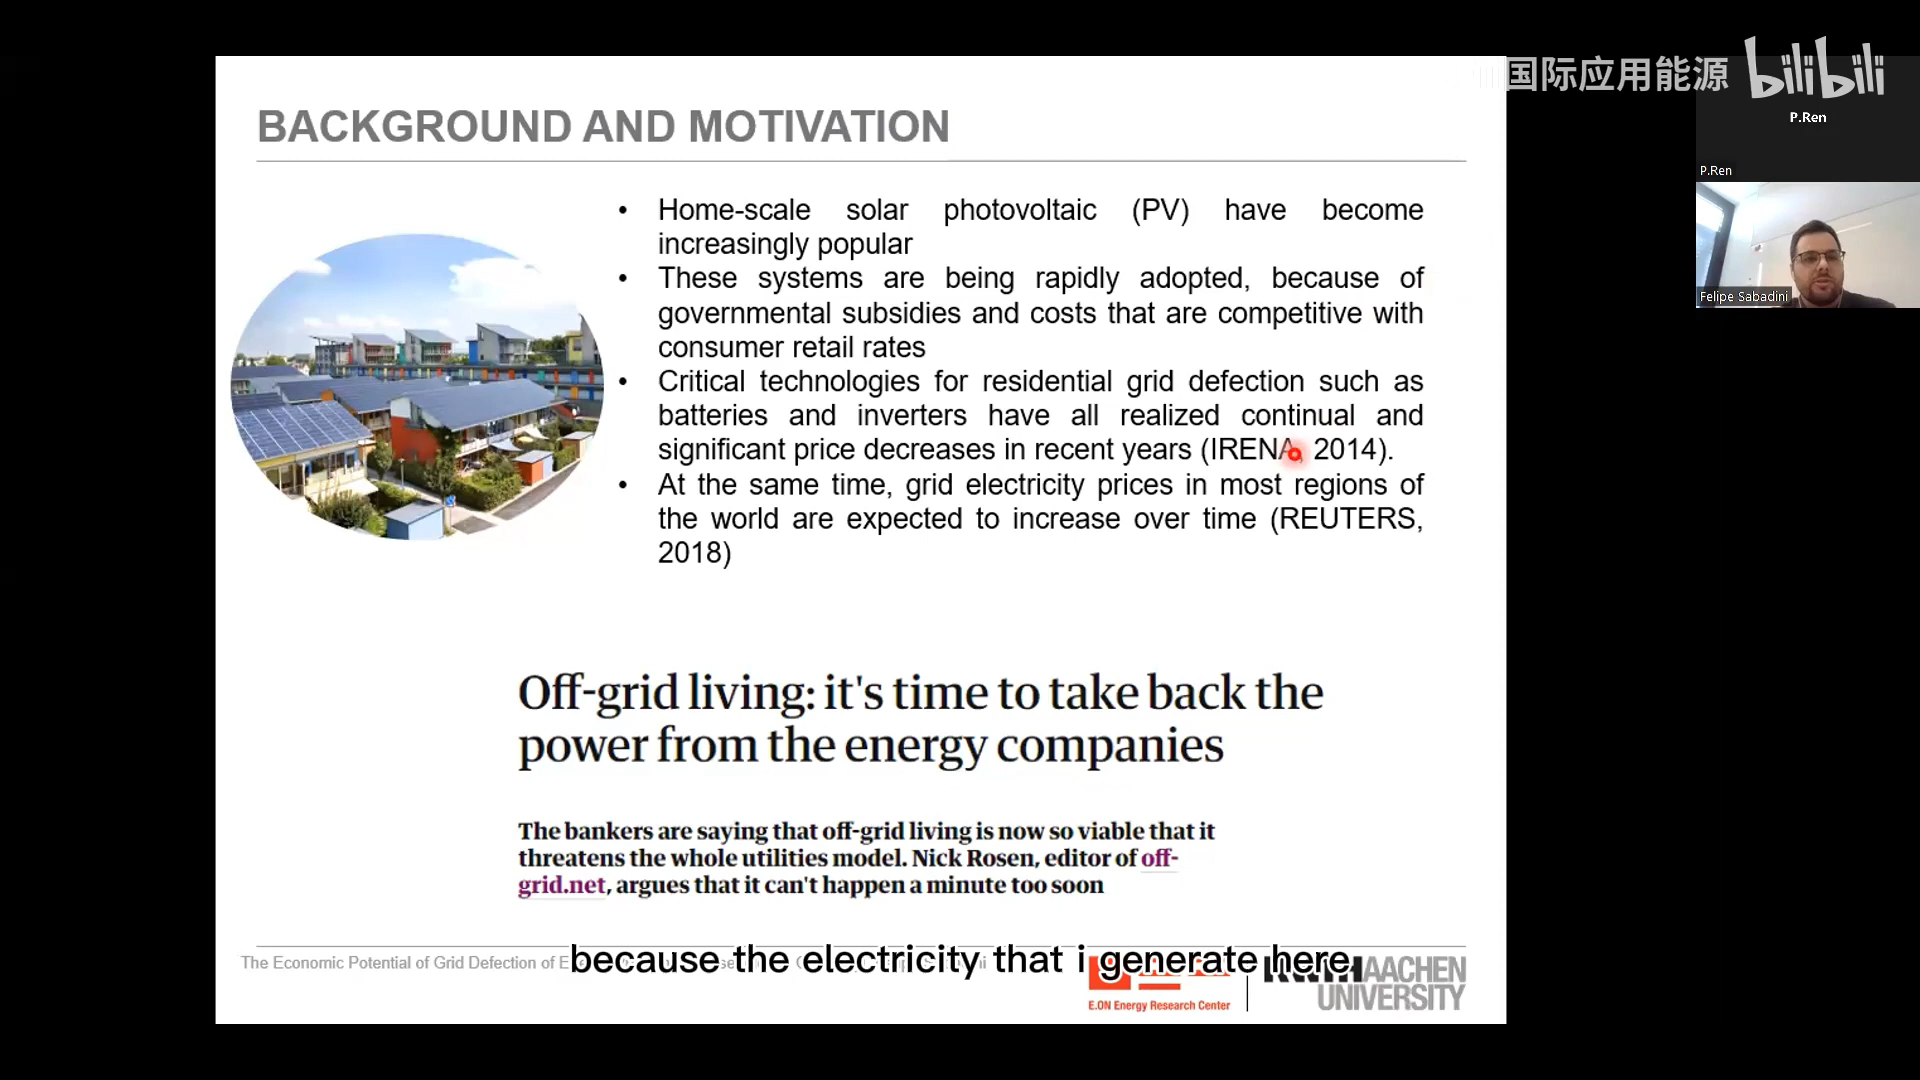 国际应用能源 bilibili
P.Ren
P.Ren
Felipe Sabadini
BACKGROUND AND MOTIVATION
• Home-scale solar photovoltaic (PV) have become
increasingly popular
• These systems are being rapidly adopted, because of
governmental subsidies and costs that are competitive with
consumer retail rates
• Critical technologies for residential grid defection such as
batteries and inverters have all realized continual and
significant price decreases in recent years (IRENA, 2014).
• At the same time, grid electricity prices in most regions of
the world are expected to increase over time (REUTERS,
2018)
Off-grid living: it's time to take back the
power from the energy companies
The bankers are saying that off-grid living is now so viable that it
threatens the whole utilities model. Nick Rosen, editor of off-
grid.net, argues that it can't happen a minute too soon
The Economic Potential of Grid Defection of
because the electricity that i generate here
E.ON Energy Research Center
RWTH AACHEN
UNIVERSITY